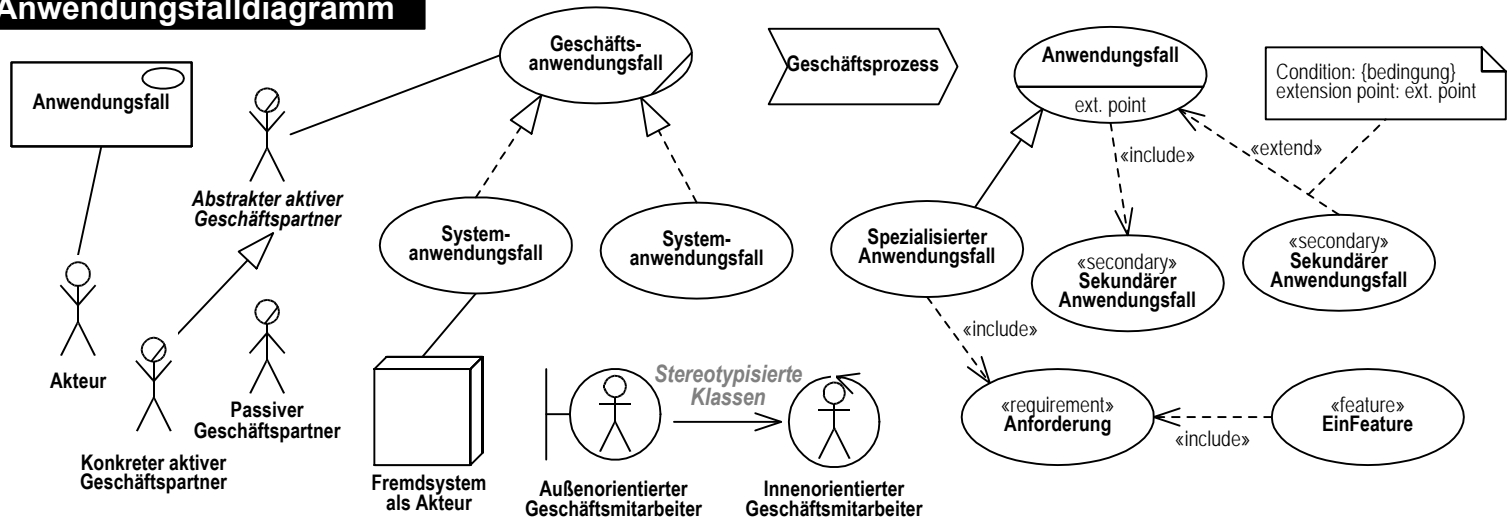 Anwendungsfalldiagramm
Anwendungsfall
Akteur
Abstrakter aktiver
Geschäftspartner
Konkreter aktiver
Geschäftspartner
Passiver
Geschäftspartner
Geschäfts-
anwendungsfall
System-
anwendungsfall
System-
anwendungsfall
Fremdsystem
als Akteur
Stereotypisierte
Klassen
Außenorientierter
Geschäftsmitarbeiter
Innenorientierter
Geschäftsmitarbeiter
Geschäftsprozess
Anwendungsfall
ext. point
Condition: {bedingung}
extension point: ext. point
«include»
«extend»
Spezialisierter
Anwendungsfall
«secondary»
Sekundärer
Anwendungsfall
«secondary»
Sekundärer
Anwendungsfall
«include»
«requirement»
Anforderung
«include»
«feature»
EinFeature